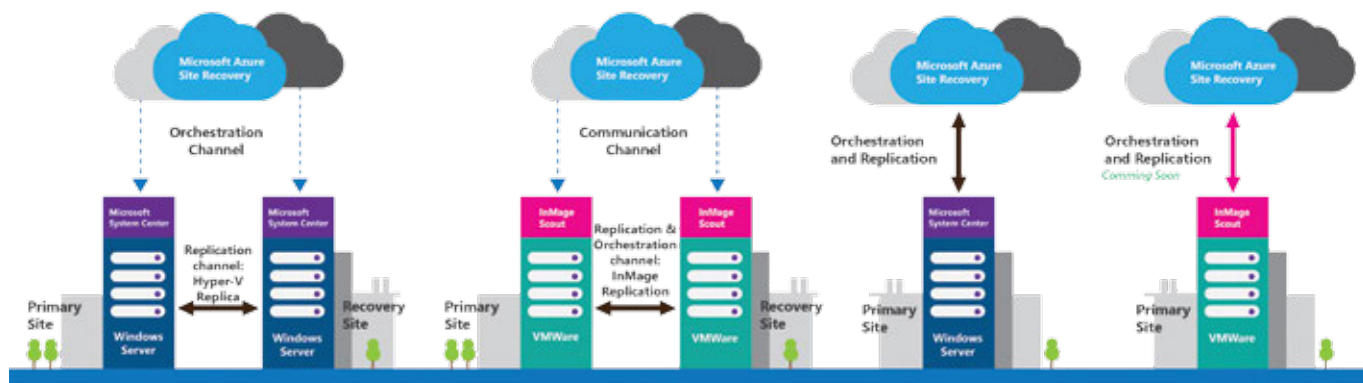 Microsoft Azure
Site Recovery
Orchestration
Channel
Microsoft
System Center
Microsoft
System Center
Replication
channel:
Hyper-V
Replica
Primary
Site
Recovery
Site
Windows
Server
Windows
Server
Microsoft Azure
Site Recovery
Communication
Channel
InMage
Scout
InMage
Scout
Replication &
Orchestration
channel:
InMage
Replication
Primary
Site
Recovery
Site
VMWare
VMWare
Microsoft Azure
Site Recovery
Orchestration
and Replication
Microsoft
System Center
Primary
Site
Windows
Server
Microsoft Azure
Site Recovery
Orchestration
and Replication
Comming Soon
InMage
Scout
Primary
Site
VMWare